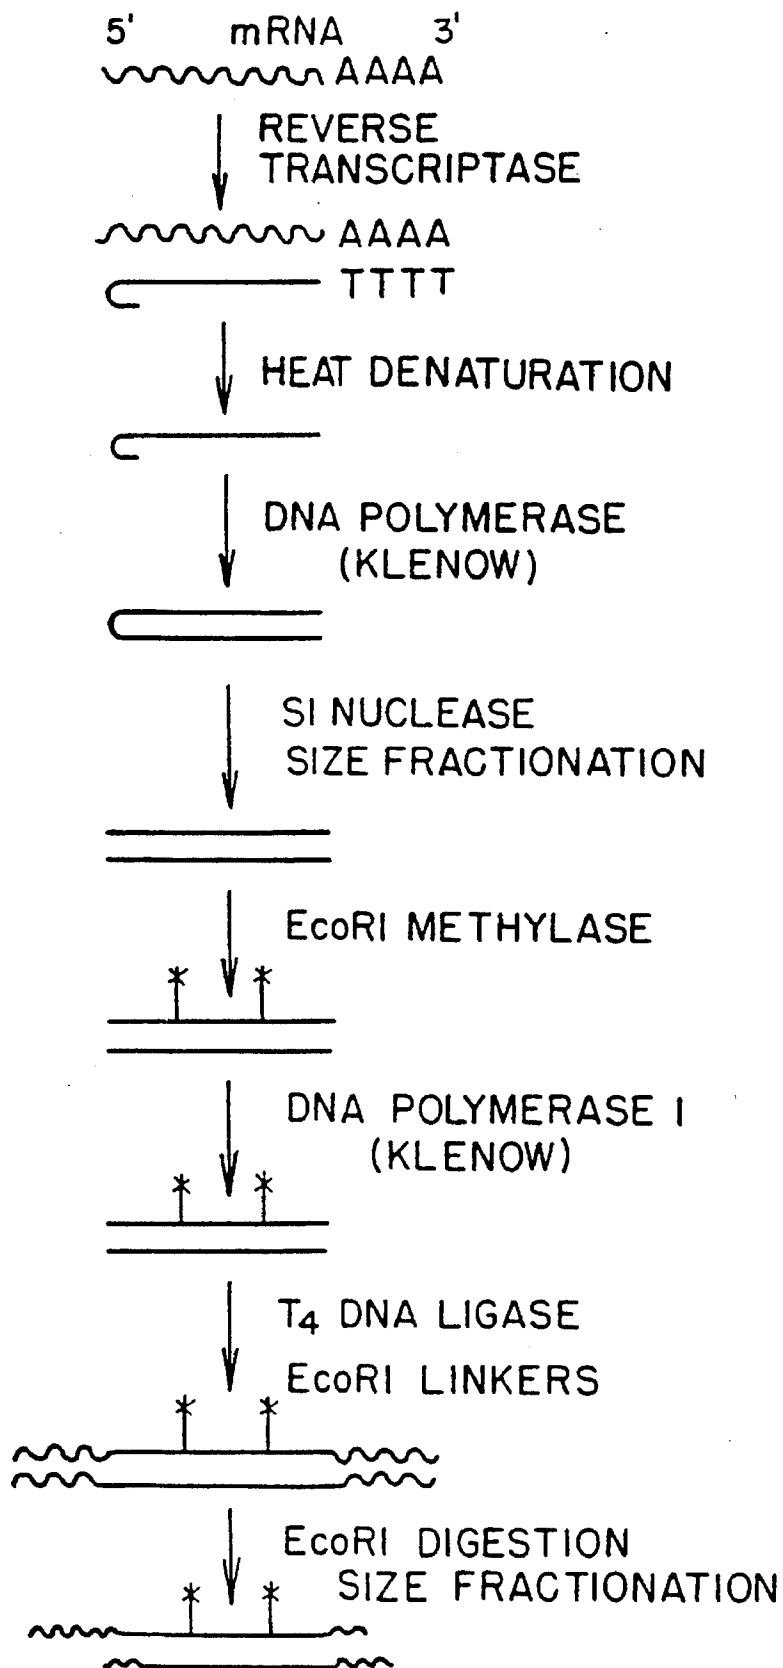 5' mRNA 3'
AAAA
REVERSE
TRANSCRIPTASE
AAAA
TTTT
HEAT DENATURATION
DNA POLYMERASE
(KLENOW)
SI NUCLEASE
SIZE FRACTIONATION
EcoRI METHYLASE
DNA POLYMERASE I
(KLENOW)
T4 DNA LIGASE
EcoRI LINKERS
EcoRI DIGESTION
SIZE FRACTIONATION